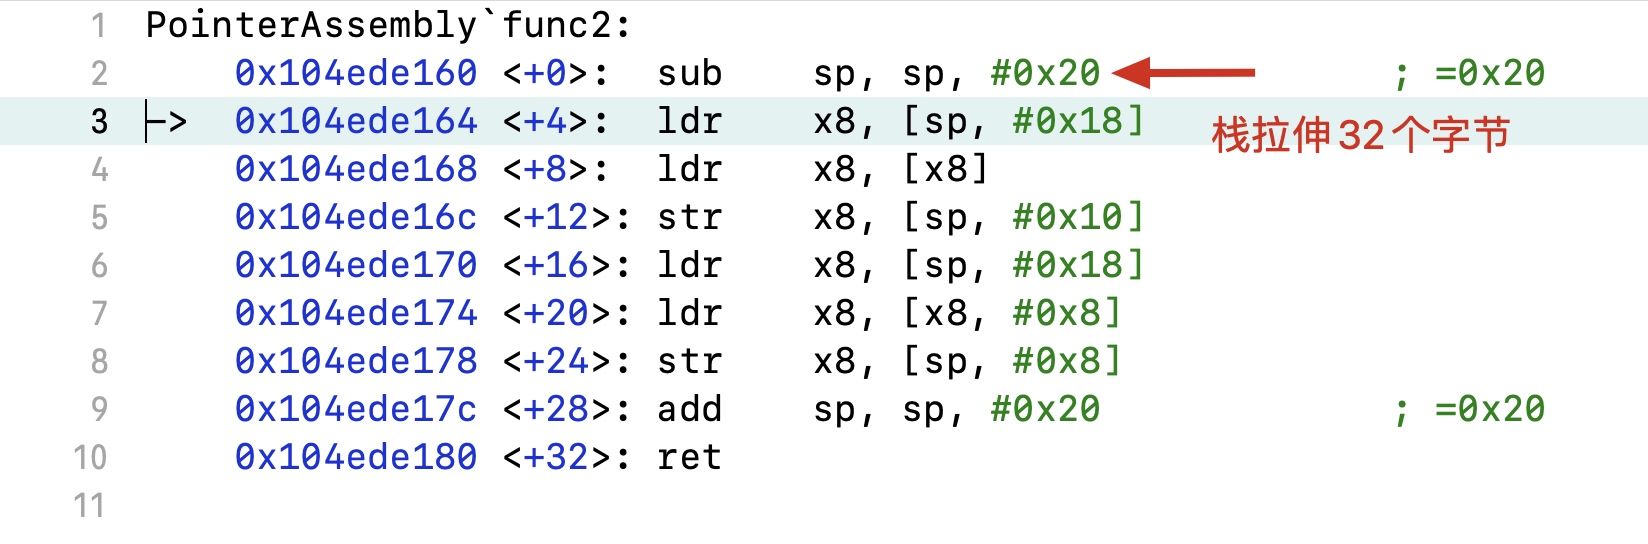 1 PointerAssembly`func2:
2 0x104ede160 <+0>: sub sp, sp, #0x20 ; =0x20
3 -> 0x104ede164 <+4>: ldr x8, [sp, #0x18] 栈拉伸32个字节
4 0x104ede168 <+8>: ldr x8, [x8]
5 0x104ede16c <+12>: str x8, [sp, #0x10]
6 0x104ede170 <+16>: ldr x8, [sp, #0x18]
7 0x104ede174 <+20>: ldr x8, [x8, #0x8]
8 0x104ede178 <+24>: str x8, [sp, #0x8]
9 0x104ede17c <+28>: add sp, sp, #0x20 ; =0x20
10 0x104ede180 <+32>: ret
11